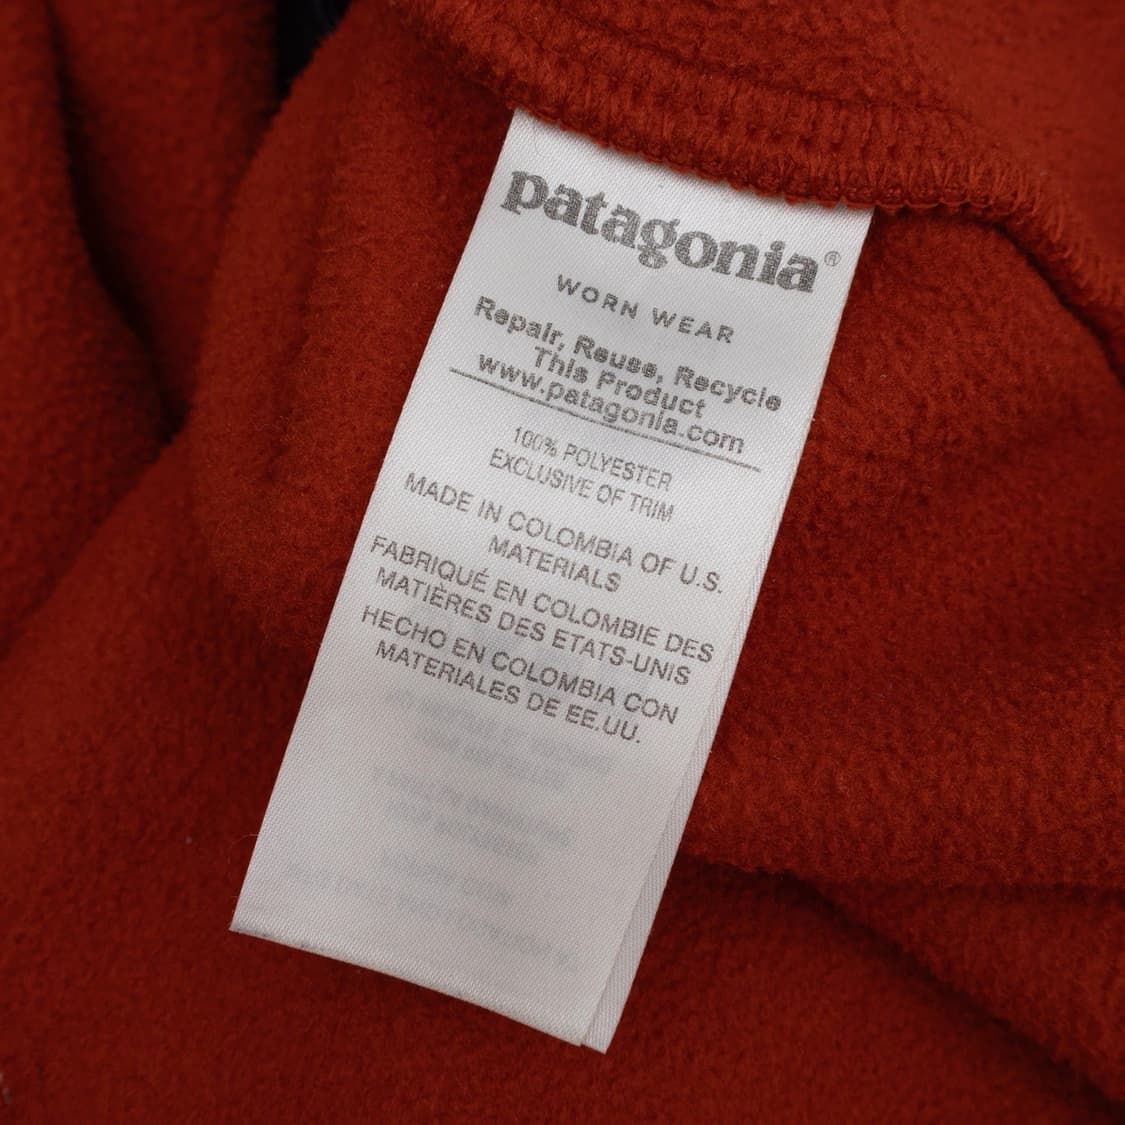 patagonia®
WORN WEAR
Repair, Reuse, Recycle
This Product
www.patagonia.com
100% POLYESTER
EXCLUSIVE OF TRIM
MADE IN COLOMBIA OF U.S.
MATERIALS
FABRIQUÉ EN COLOMBIE DES
MATIÈRES DES ETATS-UNIS
HECHO EN COLOMBIA CON
MATERIALES DE EE.UU.